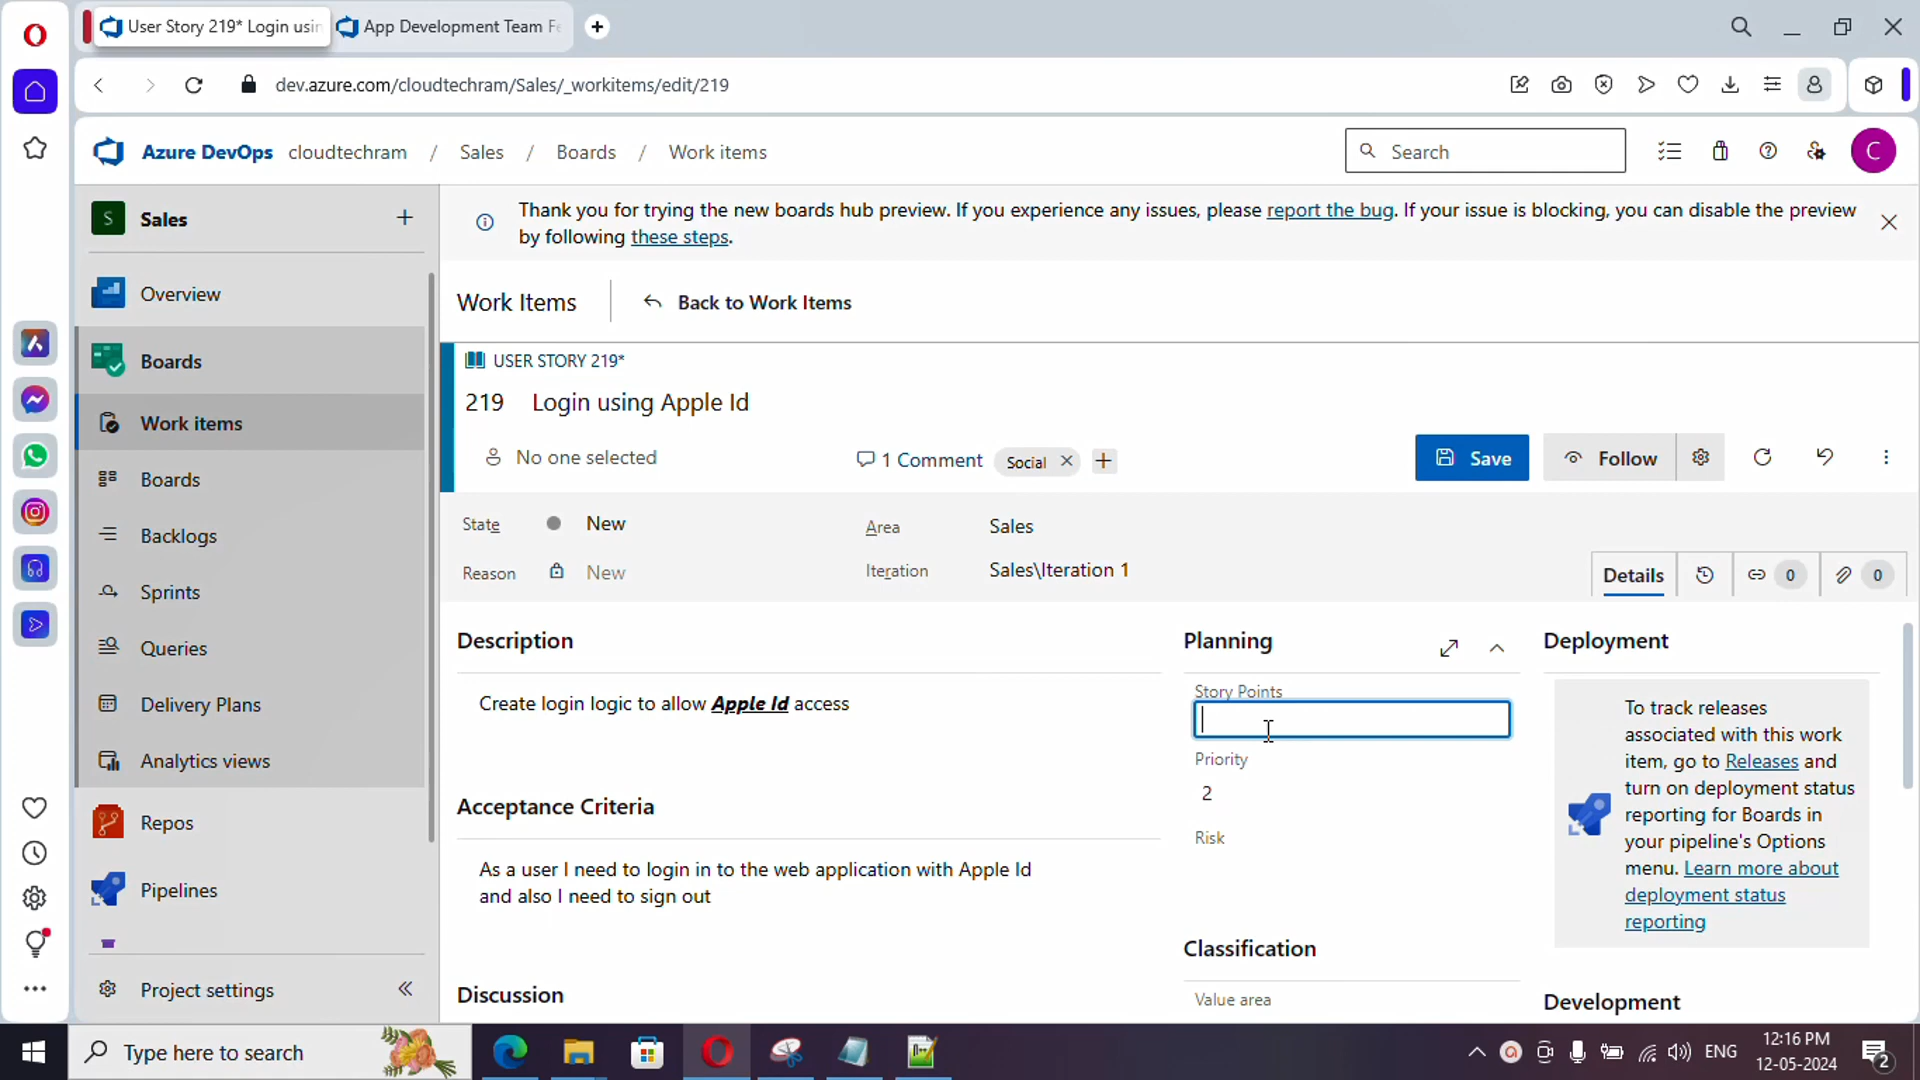 User Story 219* Login usin
App Development Team Fe
dev.azure.com/cloudtechram/Sales/_workitems/edit/219
Azure DevOps cloudtechram / Sales / Boards / Work items
Search
C
S Sales
Thank you for trying the new boards hub preview. If you experience any issues, please report the bug. If your issue is blocking, you can disable the preview
by following these steps.
Overview
Boards
Work items
Boards
Backlogs
Sprints
Queries
Delivery Plans
Analytics views
Repos
Pipelines
Project settings
Work Items
Back to Work Items
USER STORY 219*
219 Login using Apple Id
No one selected
1 Comment
Social
Save
Follow
State New
Area Sales
Reason New
Iteration Sales\Iteration 1
Details
0
0
Description
Create login logic to allow Apple Id access
Acceptance Criteria
As a user I need to login in to the web application with Apple Id
and also I need to sign out
Discussion
Planning
Story Points
Priority
2
Risk
Classification
Value area
Deployment
To track releases
associated with this work
item, go to Releases and
turn on deployment status
reporting for Boards in
your pipeline's Options
menu. Learn more about
deployment status
reporting
Development
Type here to search
ENG
12:16 PM
12-05-2024
2